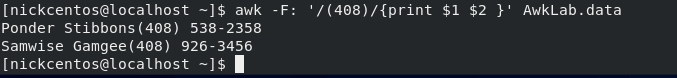 [nickcentos@localhost ~]$ awk -F: '/(408)/{print $1 $2 }' AwkLab.data
Ponder Stibbons(408) 538-2358
Samwise Gamgee(408) 926-3456
[nickcentos@localhost ~]$